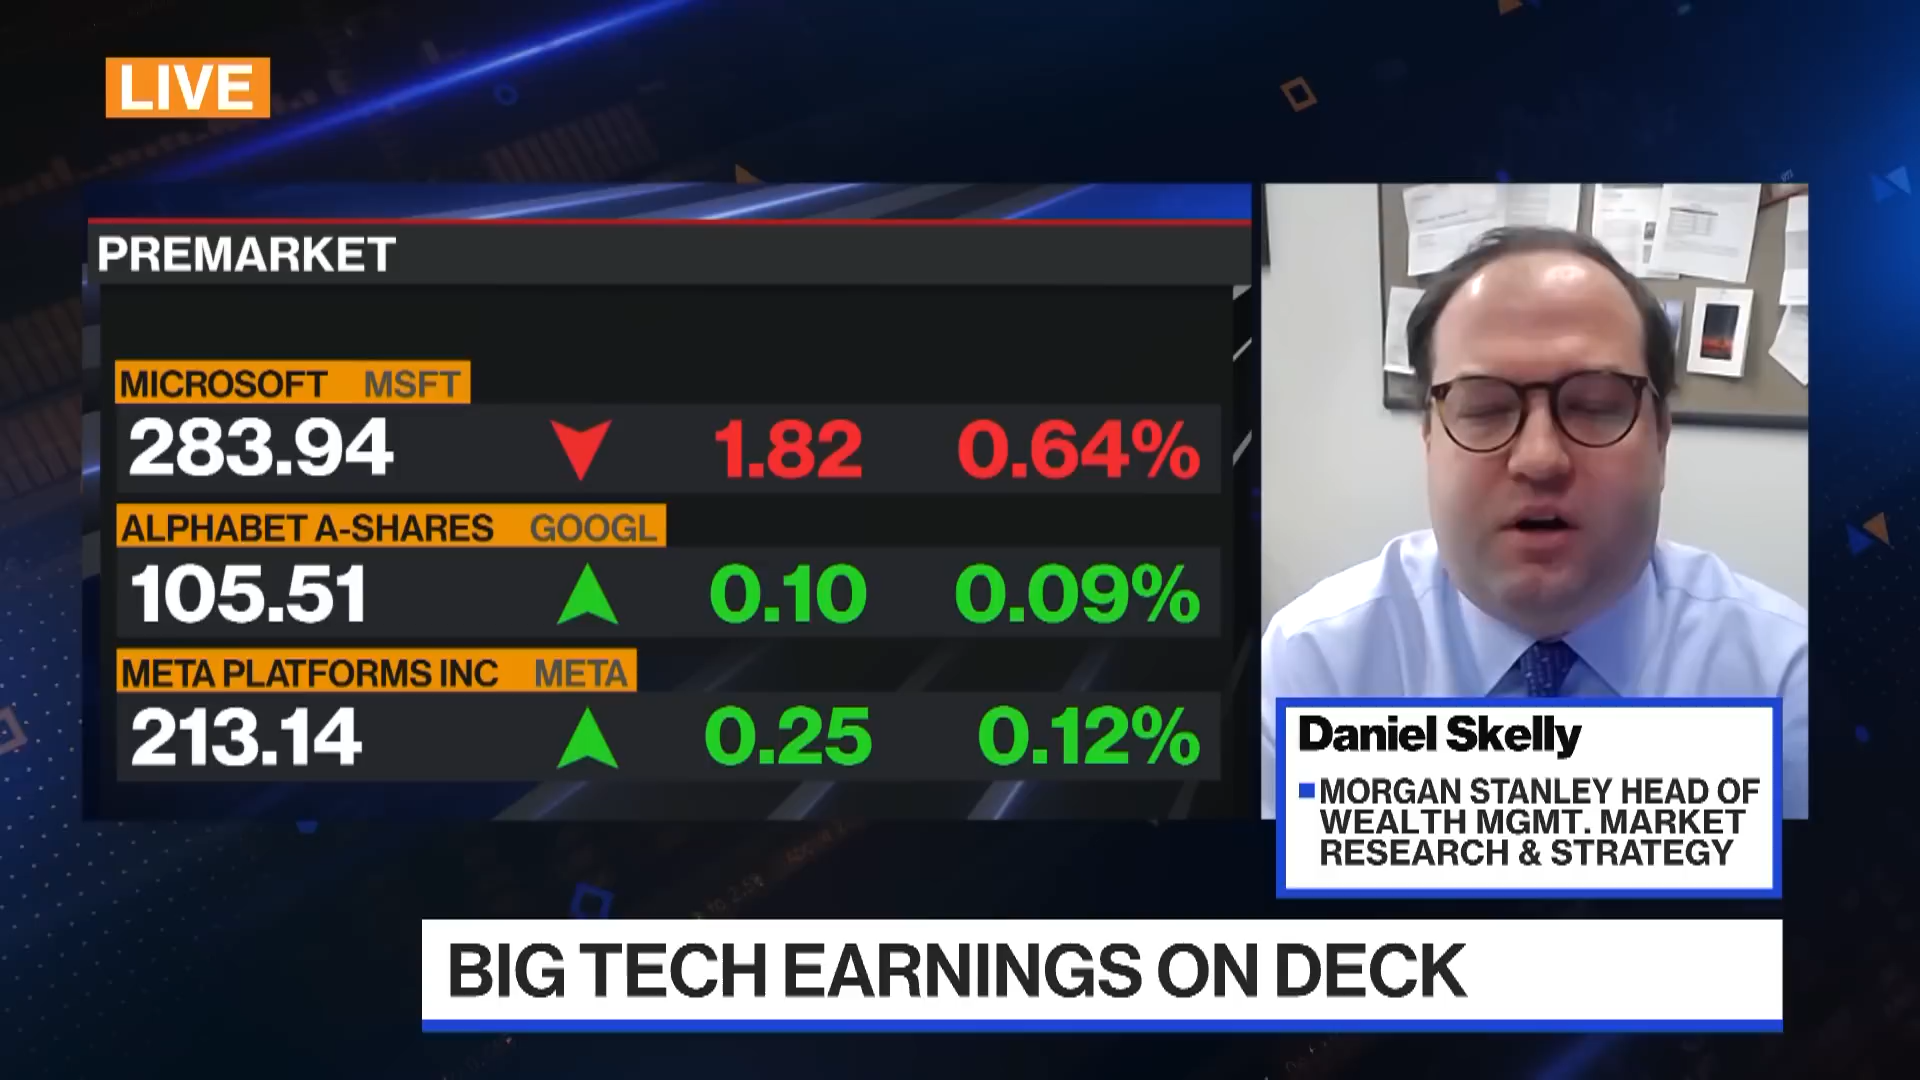 LIVE
PREMARKET
MICROSOFT MSFT
283.94 1.82 0.64%
ALPHABET A-SHARES GOOGL
105.51 0.10 0.09%
META PLATFORMS INC META
213.14 0.25 0.12%
Daniel Skelly
MORGAN STANLEY HEAD OF
WEALTH MGMT. MARKET
RESEARCH & STRATEGY
BIG TECH EARNINGS ON DECK